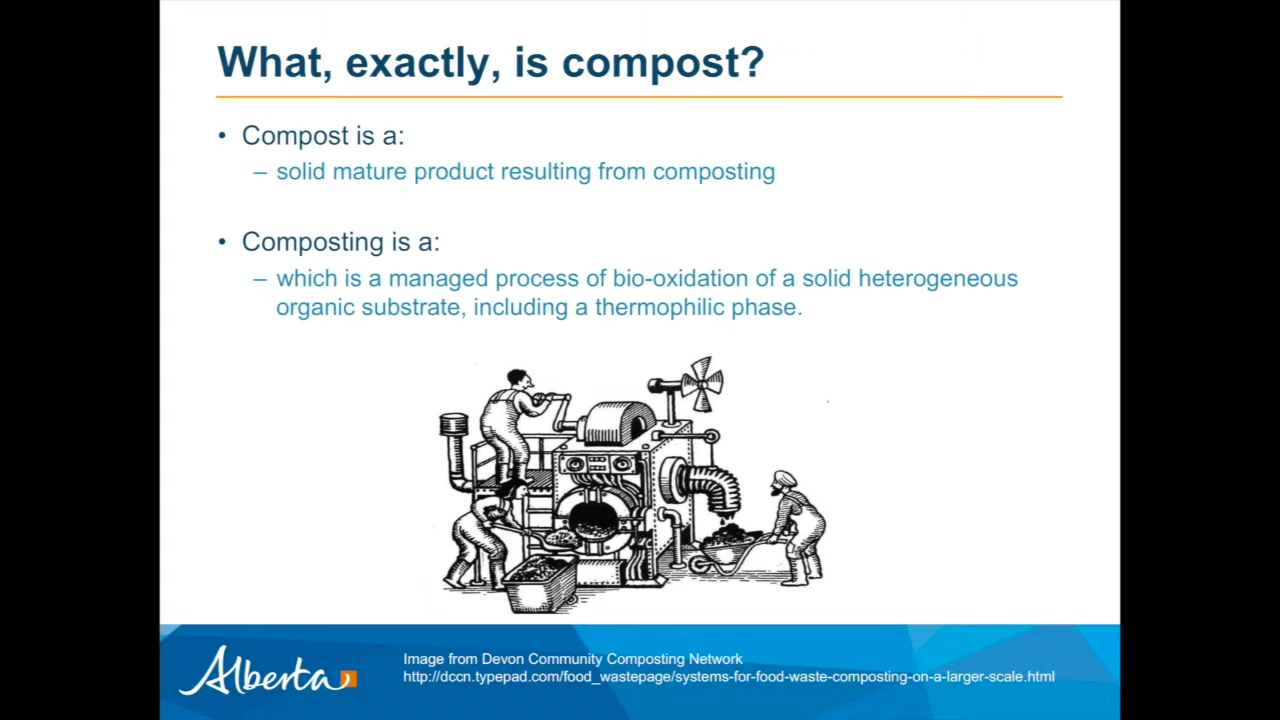 What, exactly, is compost?
• Compost is a:
– solid mature product resulting from composting
• Composting is a:
– which is a managed process of bio-oxidation of a solid heterogeneous
organic substrate, including a thermophilic phase.
Alberta
Image from Devon Community Composting Network
http://dccn.typepad.com/food_wastepage/systems-for-food-waste-composting-on-a-larger-scale.html